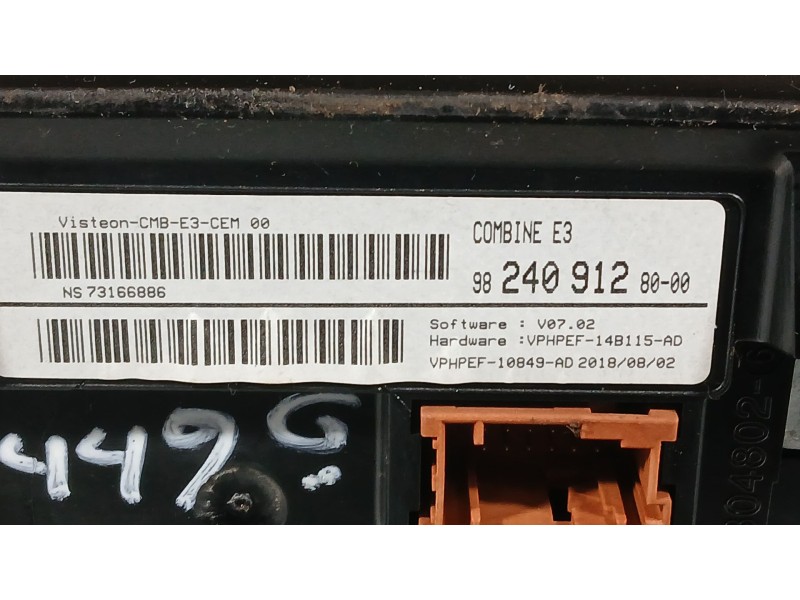 Visteon-CMB-E3-CEM 00
NS 73166886
COMBINE E3
98 240 912 80-00
Software : V07.02
Hardware :VPHPEF-14B115-AD
VPHPEF-10849-AD 2018/08/02